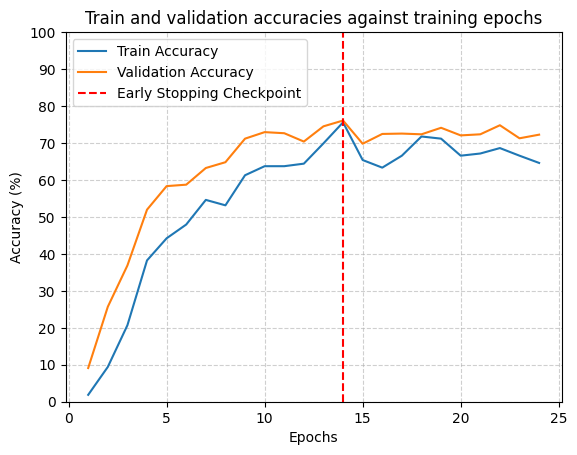 Train and validation accuracies against training epochs
Train Accuracy
Validation Accuracy
Early Stopping Checkpoint
Accuracy (%)
100
90
80
70
60
50
40
30
20
10
0
0 5 10 15 20 25
Epochs